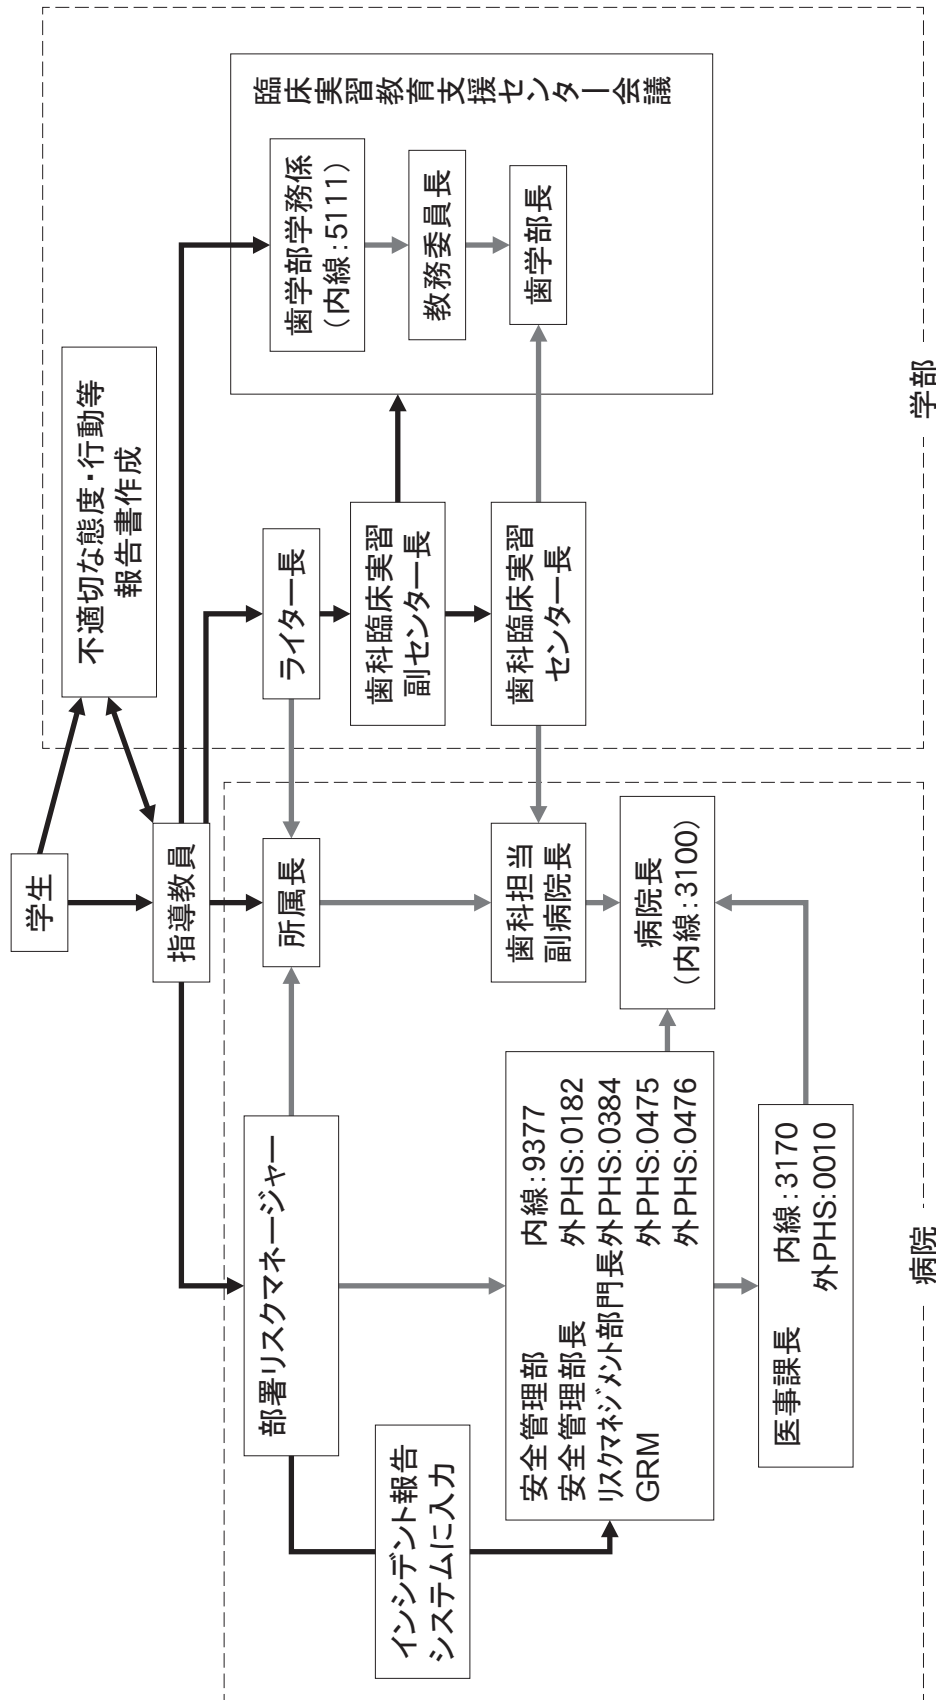 学生
指導教員
不適切な態度・行動等
報告書作成
部署リスクマネージャー
所属長
ライター長
歯学部学務係
（内線：5111）
臨床実習教育支援センター会議
インシデント報告
システムに入力
歯科臨床実習
副センター長
教務委員長
安全管理部 内線：9377
安全管理部長 外PHS：0182
リスクマネジメント部門長外PHS：0384
GRM 外PHS：0475
外PHS：0476
歯科担当
副病院長
歯科臨床実習
センター長
歯学部長
病院長
（内線：3100）
医事課長 内線：3170
外PHS：0010
病院
学部